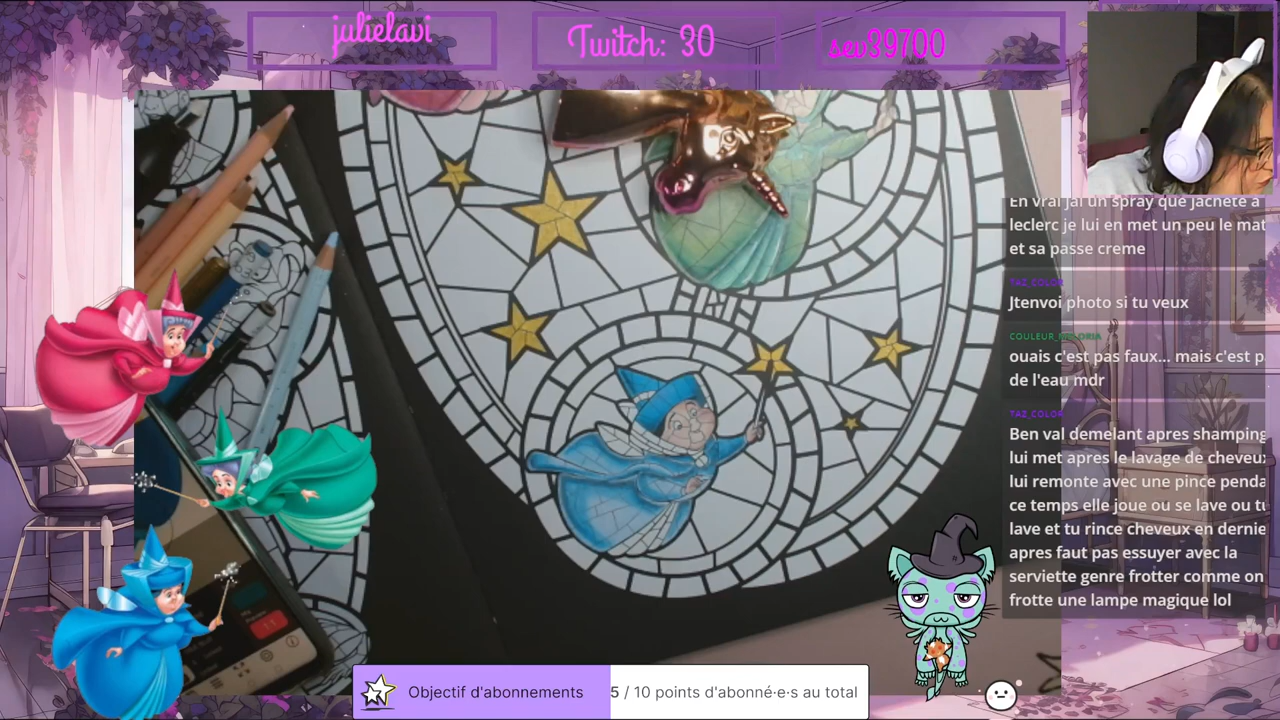 julielavi
Twitch: 30
sev39700
En vrai jai un spray que jachete a
leclerc je lui en met un peu le mat
et sa passe creme
TAZ_COLOR
Jtenvoi photo si tu veux
ouais c'est pas faux... mais c'est p
de l'eau mdr
TAZ_COLOR
Ben val demelant apres shamping
lui met apres le lavage de cheveu
lui remonte avec une pince penda
ce temps elle joue ou se lave ou tu
lave et tu rince cheveux en dernie
apres faut pas essuyer avec la
serviette genre frotter comme on
frotte une lampe magique lol
Objectif d'abonnements
5 / 10 points d'abonné·e·s au total